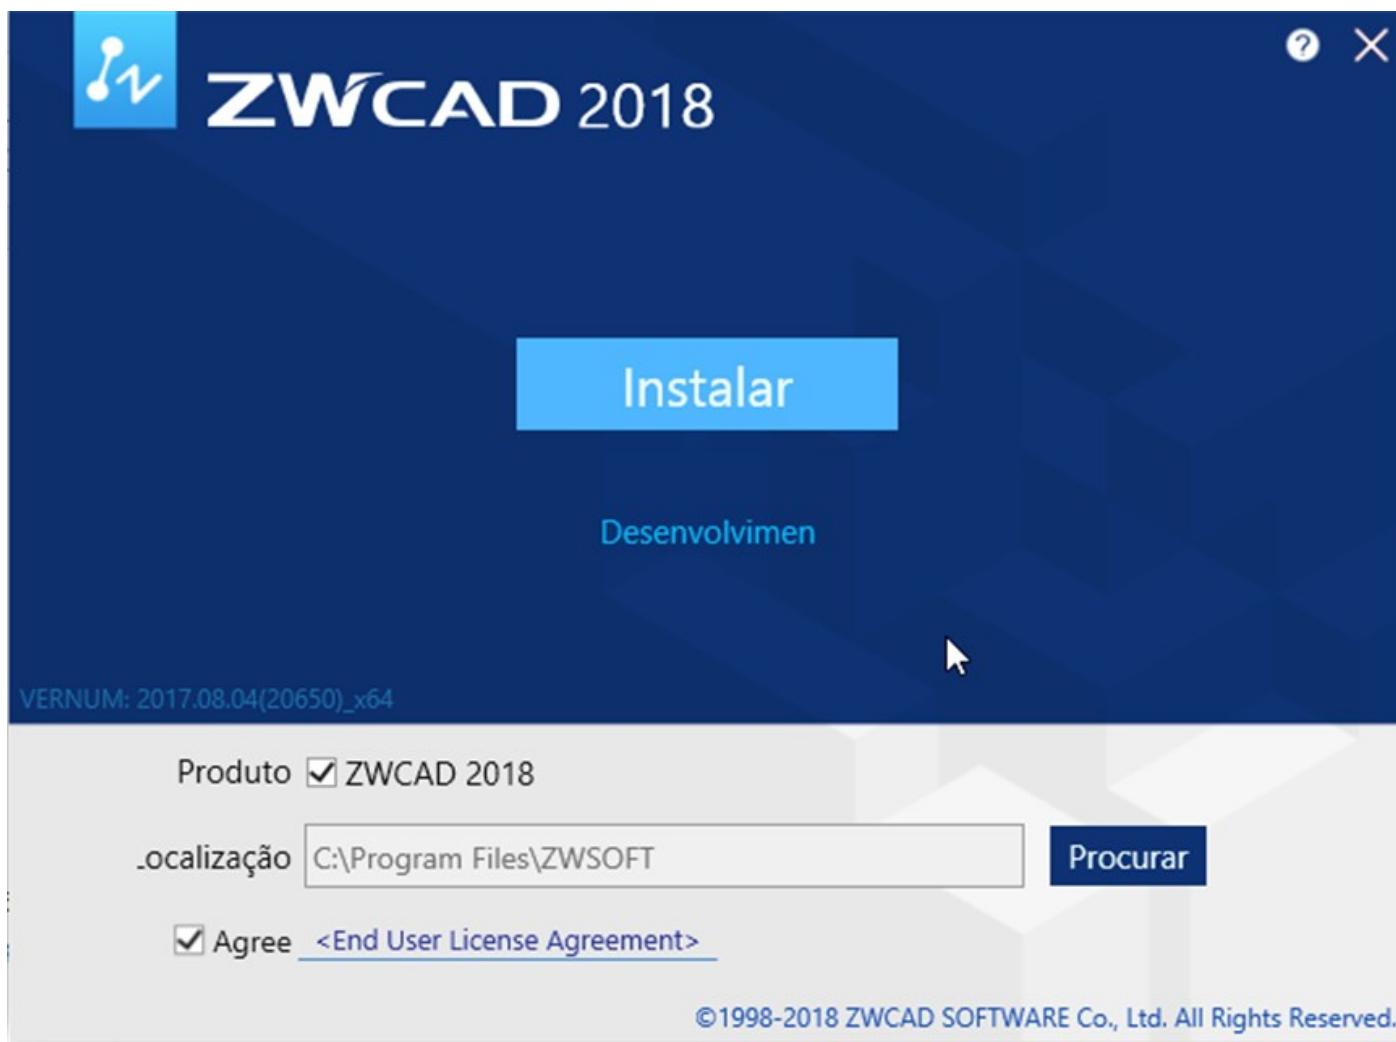 ZWCAD 2018
Instalar
Desenvolvimen
VERNUM: 2017.08.04(20650)_x64
Produto ZWCAD 2018
.ocalização C:\Program Files\ZWSOFT Procurar
Agree <End User License Agreement>
©1998-2018 ZWCAD SOFTWARE Co., Ltd. All Rights Reserved.